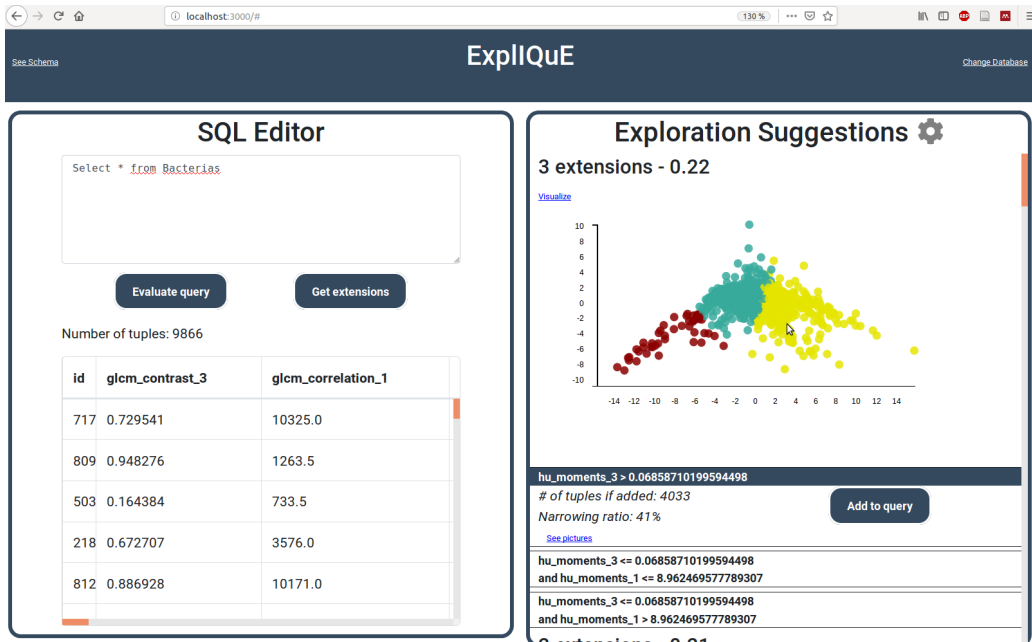 localhost:3000/#
130 %
See Schema
ExplIQuE
Change Database
SQL Editor
Select * from Bacterias
Evaluate query
Get extensions
Number of tuples: 9866
id glcm_contrast_3 glcm_correlation_1
717 0.729541 10325.0
809 0.948276 1263.5
503 0.164384 733.5
218 0.672707 3576.0
812 0.886928 10171.0
Exploration Suggestions
3 extensions - 0.22
Visualize
10
8
6
4
2
0
-2
-4
-6
-8
-10
-14 -12 -10 -8 -6 -4 -2 0 2 4 6 8 10 12 14
hu_moments_3 > 0.06858710199594498
# of tuples if added: 4033
Narrowing ratio: 41%
Add to query
See pictures
hu_moments_3 <= 0.06858710199594498
and hu_moments_1 <= 8.962469577789307
hu_moments_3 <= 0.06858710199594498
and hu_moments_1 > 8.962469577789307